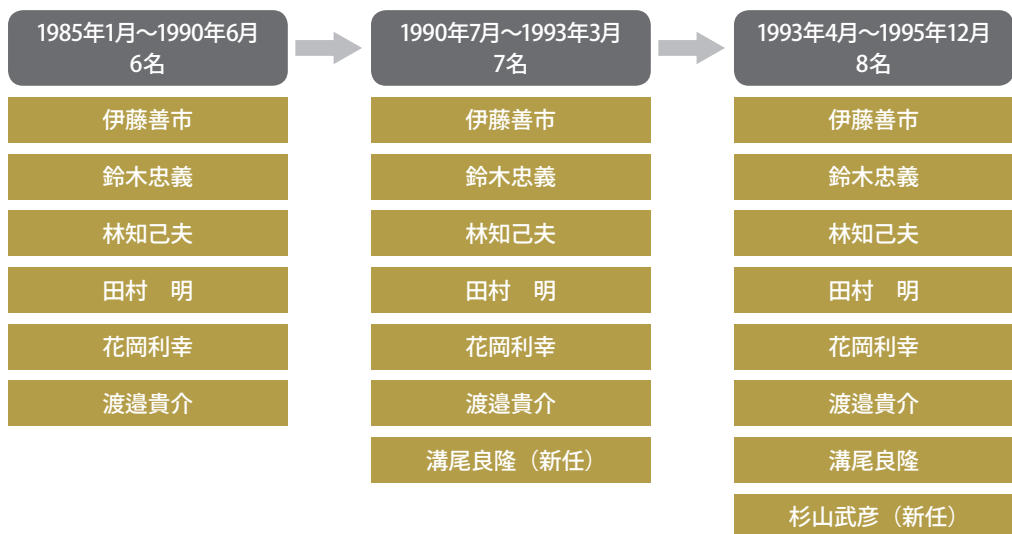 1985年1月～1990年6月
6名
伊藤善市
鈴木忠義
林知己夫
田村　明
花岡利幸
渡邉貴介
1990年7月～1993年3月
7名
伊藤善市
鈴木忠義
林知己夫
田村　明
花岡利幸
渡邉貴介
溝尾良隆（新任）
1993年4月～1995年12月
8名
伊藤善市
鈴木忠義
林知己夫
田村　明
花岡利幸
渡邉貴介
溝尾良隆
杉山武彦（新任）